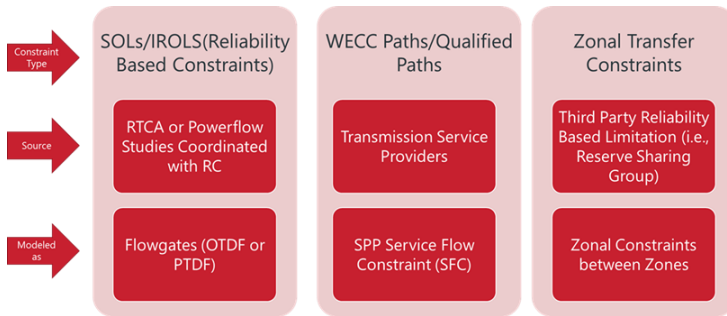 Constraint
Type
SOLs/IROLS(Reliability
Based Constraints)
WECC Paths/Qualified
Paths
Zonal Transfer
Constraints
Source
RTCA or Powerflow
Studies Coordinated
with RC
Transmission Service
Providers
Third Party Reliability
Based Limitation (i.e.,
Reserve Sharing
Group)
Modeled
as
Flowgates (OTDF or
PTDF)
SPP Service Flow
Constraint (SFC)
Zonal Constraints
between Zones